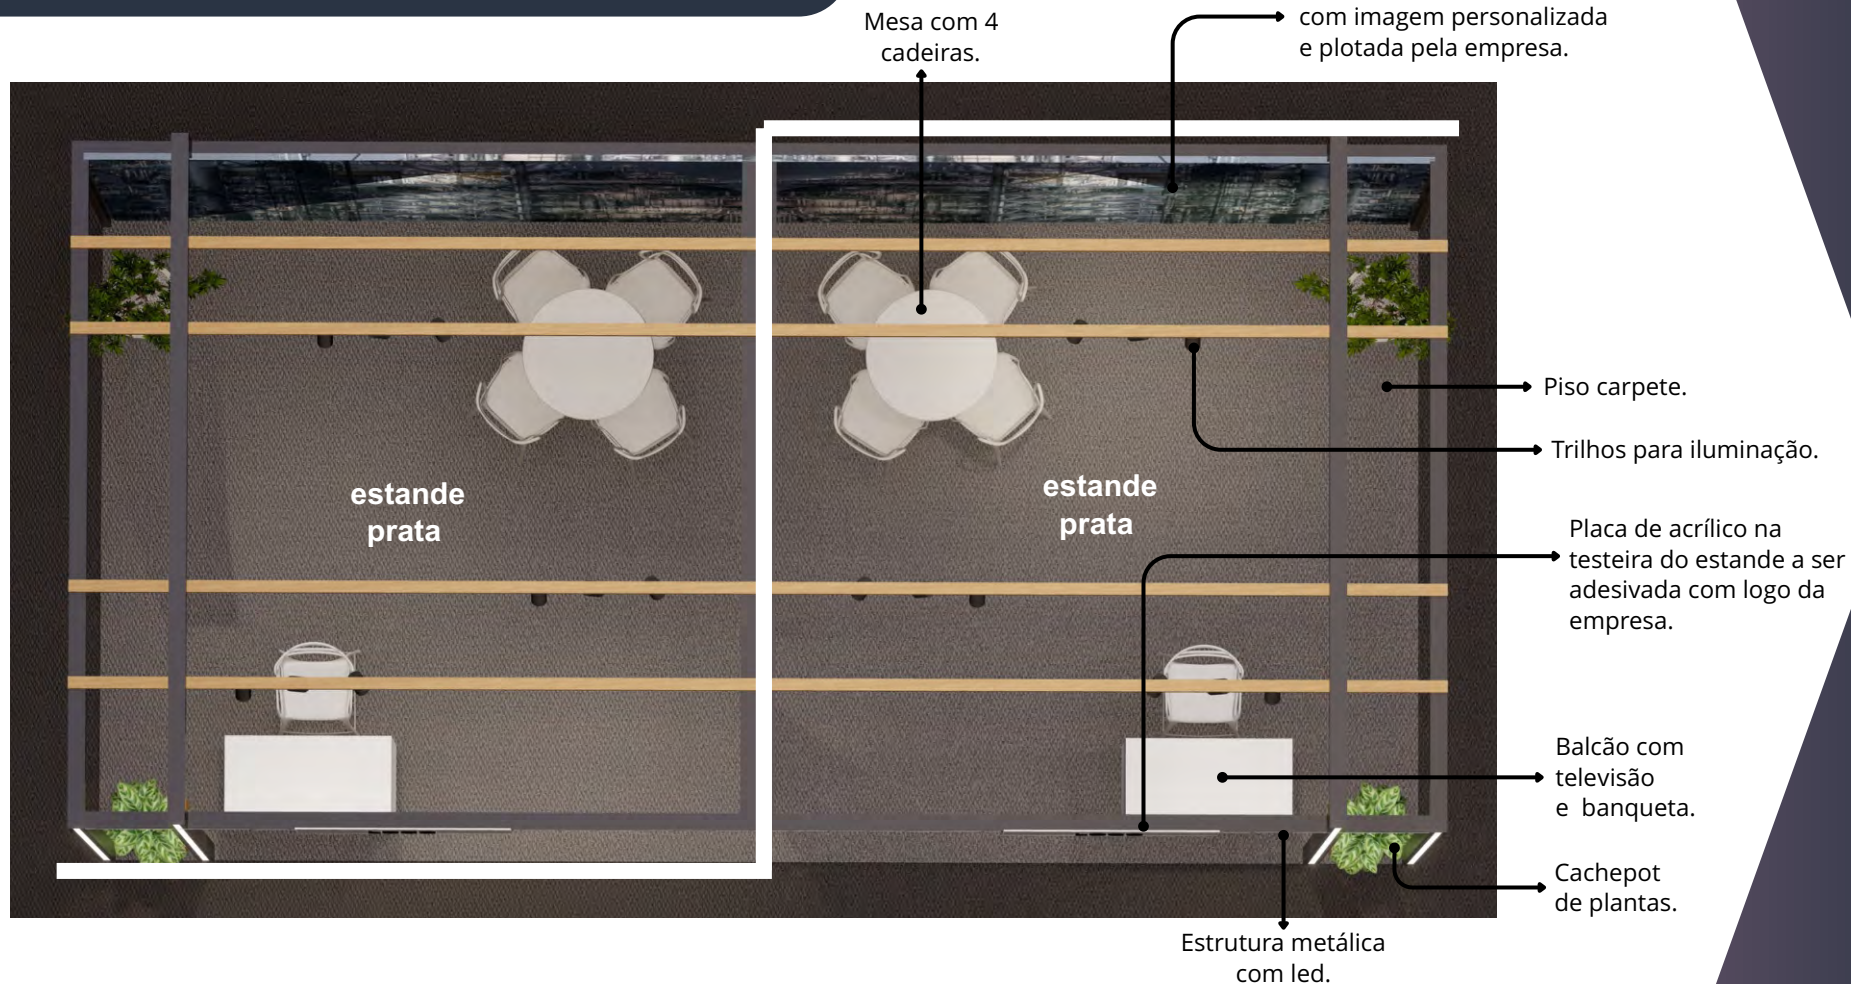 Mesa com 4
cadeiras.
com imagem personalizada
e plotada pela empresa.
estande
prata
estande
prata
Piso carpete.
Trilhos para iluminação.
Placa de acrílico na
testeira do estande a ser
adesivada com logo da
empresa.
Balcão com
televisão
e  banqueta.
Cachepot
de plantas.
Estrutura metálica
com led.